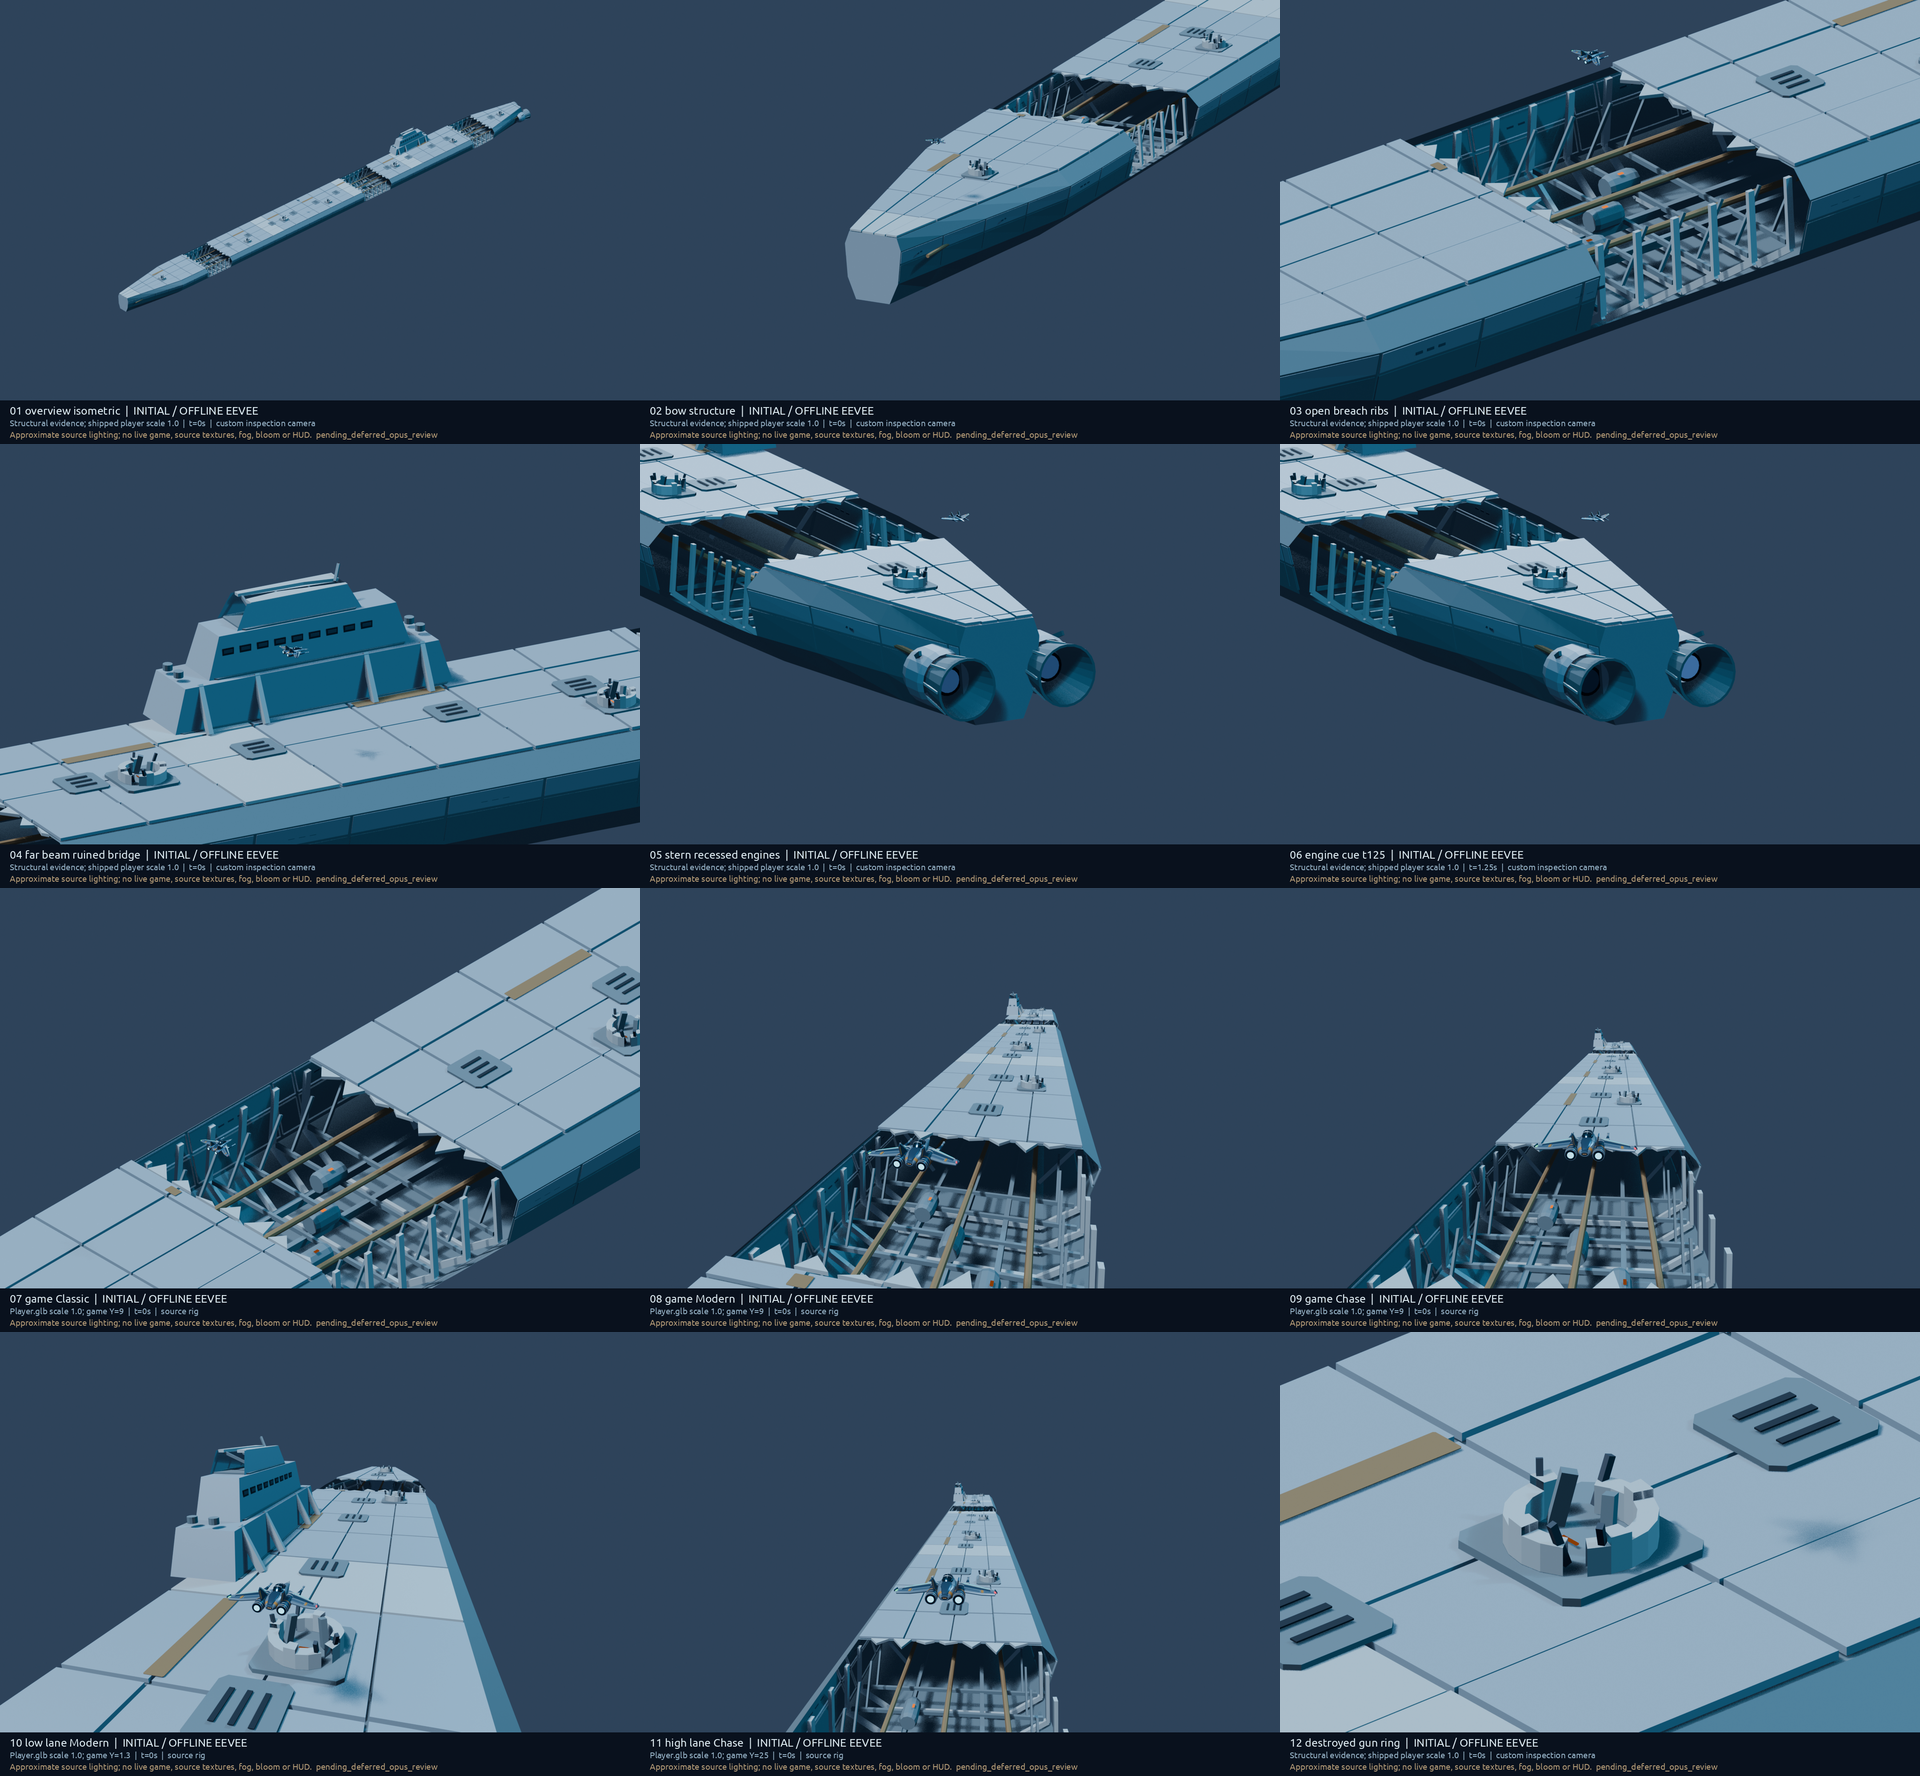 01 overview isometric | INITIAL / OFFLINE EEVEE
Structural evidence; shipped player scale 1.0 | t=0s | custom inspection camera
Approximate source lighting; no live game, source textures, fog, bloom or HUD. pending_deferred_opus_review
02 bow structure | INITIAL / OFFLINE EEVEE
Structural evidence; shipped player scale 1.0 | t=0s | custom inspection camera
Approximate source lighting; no live game, source textures, fog, bloom or HUD. pending_deferred_opus_review
03 open breach ribs | INITIAL / OFFLINE EEVEE
Structural evidence; shipped player scale 1.0 | t=0s | custom inspection camera
Approximate source lighting; no live game, source textures, fog, bloom or HUD. pending_deferred_opus_review
04 far beam ruined bridge | INITIAL / OFFLINE EEVEE
Structural evidence; shipped player scale 1.0 | t=0s | custom inspection camera
Approximate source lighting; no live game, source textures, fog, bloom or HUD. pending_deferred_opus_review
05 stern recessed engines | INITIAL / OFFLINE EEVEE
Structural evidence; shipped player scale 1.0 | t=0s | custom inspection camera
Approximate source lighting; no live game, source textures, fog, bloom or HUD. pending_deferred_opus_review
06 engine cue t125 | INITIAL / OFFLINE EEVEE
Structural evidence; shipped player scale 1.0 | t=1.25s | custom inspection camera
Approximate source lighting; no live game, source textures, fog, bloom or HUD. pending_deferred_opus_review
07 game Classic | INITIAL / OFFLINE EEVEE
Player.glb scale 1.0; game Y=9 | t=0s | source rig
Approximate source lighting; no live game, source textures, fog, bloom or HUD. pending_deferred_opus_review
08 game Modern | INITIAL / OFFLINE EEVEE
Player.glb scale 1.0; game Y=9 | t=0s | source rig
Approximate source lighting; no live game, source textures, fog, bloom or HUD. pending_deferred_opus_review
09 game Chase | INITIAL / OFFLINE EEVEE
Player.glb scale 1.0; game Y=9 | t=0s | source rig
Approximate source lighting; no live game, source textures, fog, bloom or HUD. pending_deferred_opus_review
10 low lane Modern | INITIAL / OFFLINE EEVEE
Player.glb scale 1.0; game Y=1.3 | t=0s | source rig
Approximate source lighting; no live game, source textures, fog, bloom or HUD. pending_deferred_opus_review
11 high lane Chase | INITIAL / OFFLINE EEVEE
Player.glb scale 1.0; game Y=25 | t=0s | source rig
Approximate source lighting; no live game, source textures, fog, bloom or HUD. pending_deferred_opus_review
12 destroyed gun ring | INITIAL / OFFLINE EEVEE
Structural evidence; shipped player scale 1.0 | t=0s | custom inspection camera
Approximate source lighting; no live game, source textures, fog, bloom or HUD. pending_deferred_opus_review